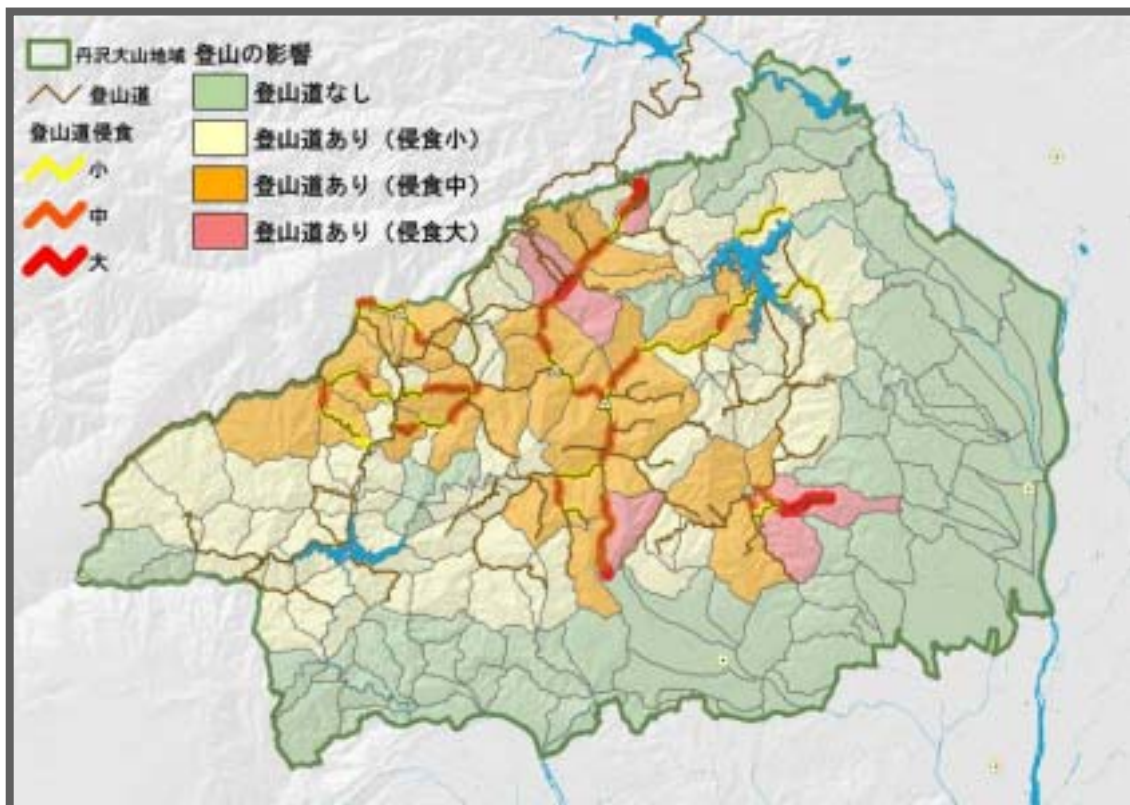 丹沢大山地域
登山道
登山道侵食
小
中
大
登山の影響
登山道なし
登山道あり（侵食小）
登山道あり（侵食中）
登山道あり（侵食大）